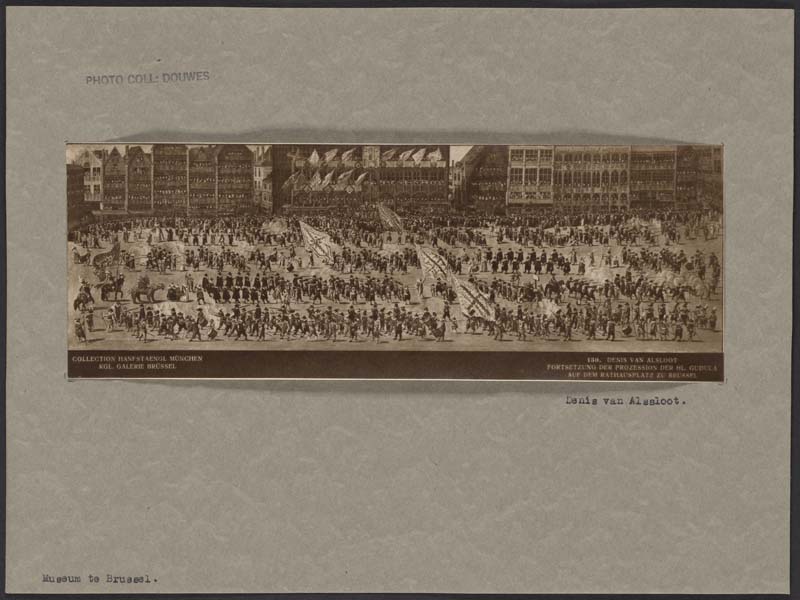 PHOTO COLL: DOUWES
COLLECTION HANFSTAENGL MÜNCHEN
KGL. GALERIE BRÜSSEL
150. DENIS VAN ALSLOOT
FORTSETZUNG DER PROZESSION DER HL. GUDULA
AUF DEM RATHAUSPLATZ ZU BRÜSSEL
Denis van Alssloot.
Museum te Brussel.